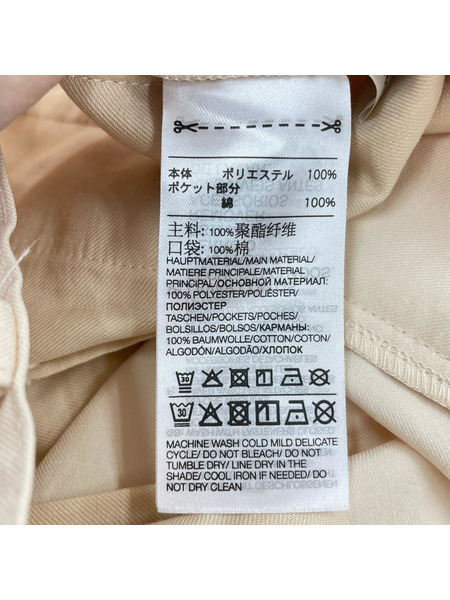 本体 ポリエステル 100%
ポケット部分
綿 100%
主料: 100%聚酯纤维
口袋: 100%棉
HAUPTMATERIAL/MAIN MATERIAL/
MATIERE PRINCIPALE/MATERIAL
PRINCIPAL/ОСНОВНОЙ МАТЕРИАЛ:
100% POLYESTER/POLIÉSTER/
ПОЛИЭСТЕР
TASCHEN/POCKETS/POCHES/
BOLSILLOS/BOLSOS/КАРМАНЫ:
100% BAUMWOLLE/COTTON/COTON/
ALGODÓN/ALGODÃO/ХЛОПОК
30
30
MACHINE WASH COLD MILD DELICATE
CYCLE/ DO NOT BLEACH/ DO NOT
TUMBLE DRY/ LINE DRY IN THE
SHADE/ COOL IRON IF NEEDED/ DO
NOT DRY CLEAN